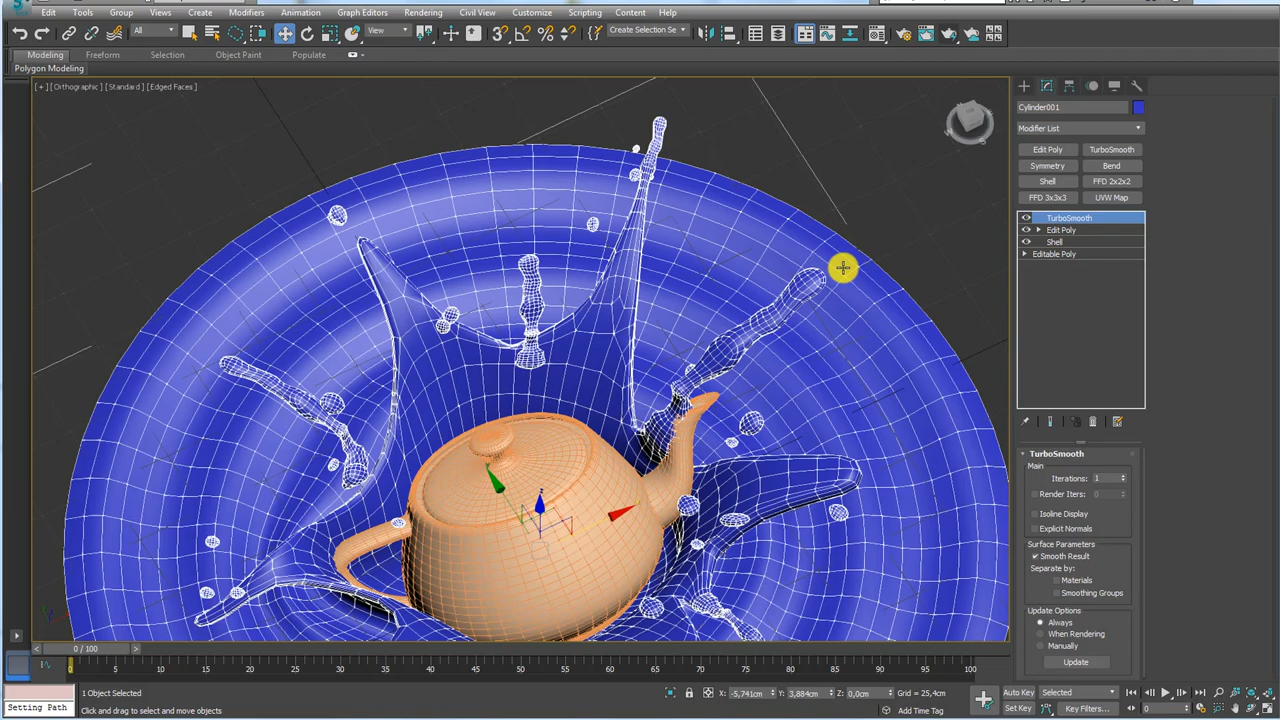 Edit Tools Group Views Create Modifiers Animation Graph Editors Rendering Civil View Customize Scripting Content Help
All View Create Selection Se
Modeling Freeform Selection Object Paint Populate
Polygon Modeling
[+] [Orthographic] [Standard] [Edged Faces]
Cylinder001
Modifier List
Edit Poly TurboSmooth
Symmetry Bend
Shell FFD 2x2x2
FFD 3x3x3 UVW Map
TurboSmooth
Edit Poly
Shell
Editable Poly
TurboSmooth
Main
Iterations: 1
Render Iters: 0
Isoline Display
Explicit Normals
Surface Parameters
Smooth Result
Separate by:
Materials
Smoothing Groups
Update Options
Always
When Rendering
Manually
Update
0 / 100
0 5 10 15 20 25 30 35 40 45 50 55 60 65 70 75 80 85 90 95 100
1 Object Selected X: -5,741cm Y: 3,884cm Z: 0,0cm Grid = 25,4cm Auto Key Selected
Setting Path Click and drag to select and move objects Add Time Tag Set Key Key Filters... 0